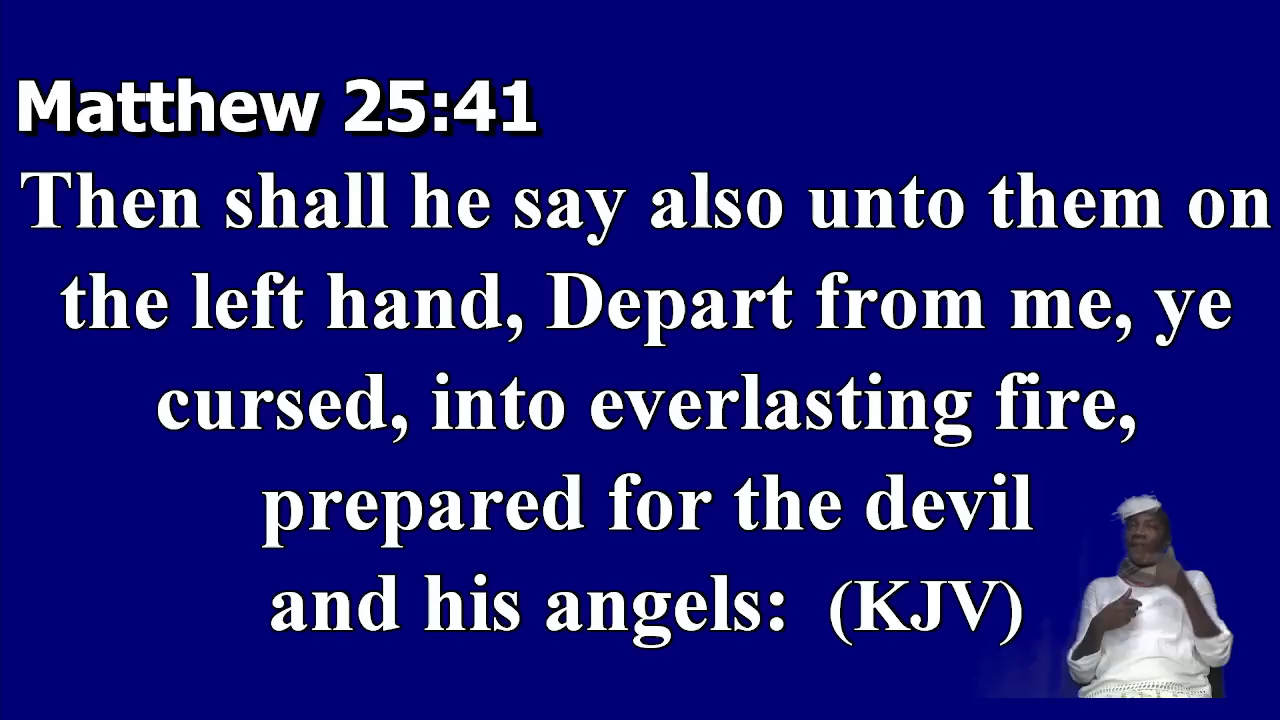 Matthew 25:41
Then shall he say also unto them on
the left hand, Depart from me, ye
cursed, into everlasting fire,
prepared for the devil
and his angels: (KJV)